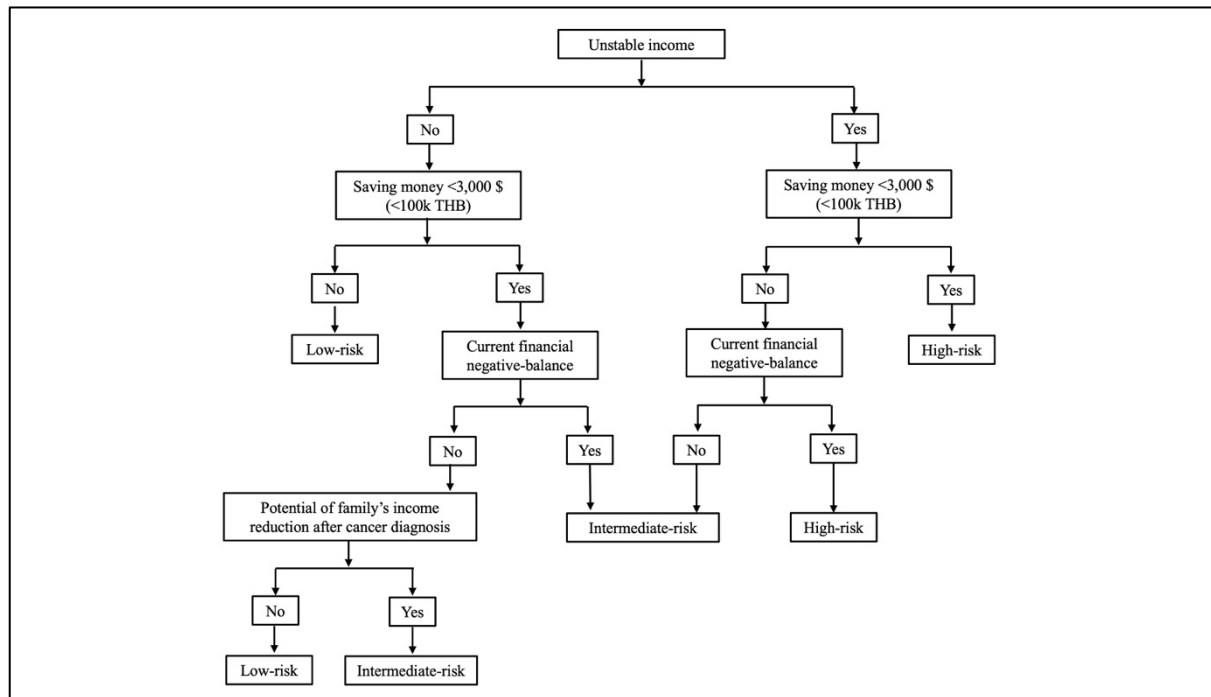 Unstable income
No
Yes
Saving money <3,000 $
(<100k THB)
Saving money <3,000 $
(<100k THB)
No
Yes
No
Yes
Low-risk
Current financial
negative-balance
Current financial
negative-balance
High-risk
No
Yes
No
Yes
Potential of family’s income
reduction after cancer diagnosis
Intermediate-risk
High-risk
No
Yes
Low-risk
Intermediate-risk